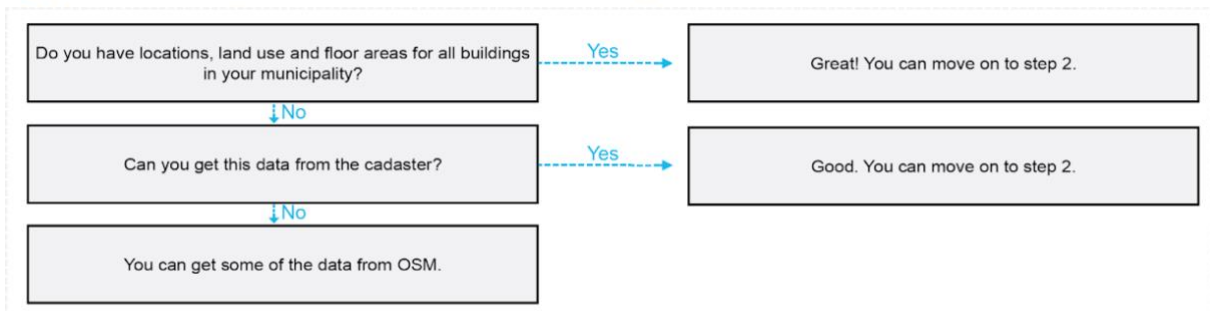 Do you have locations, land use and floor areas for all buildings
in your municipality?
Yes
Great! You can move on to step 2.
No
Can you get this data from the cadaster?
Yes
Good. You can move on to step 2.
No
You can get some of the data from OSM.